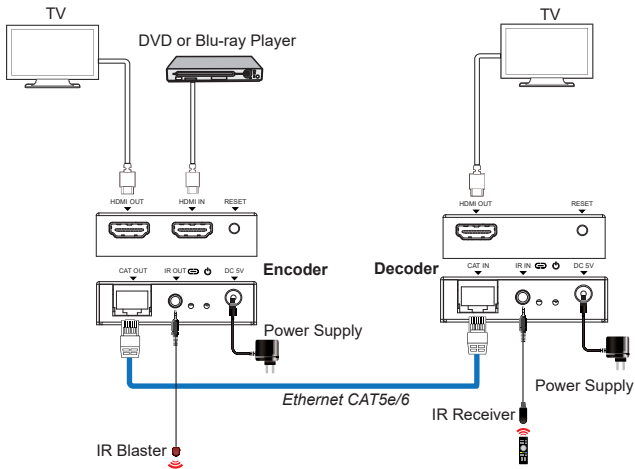 TV
TV
DVD or Blu-ray Player
HDMI OUT
HDMI IN
RESET
HDMI OUT
RESET
CAT OUT
IR OUT
DC 5V
Encoder
Decoder
CAT IN
IR IN
DC 5V
Power Supply
Power Supply
Ethernet CAT5e/6
IR Receiver
IR Blaster